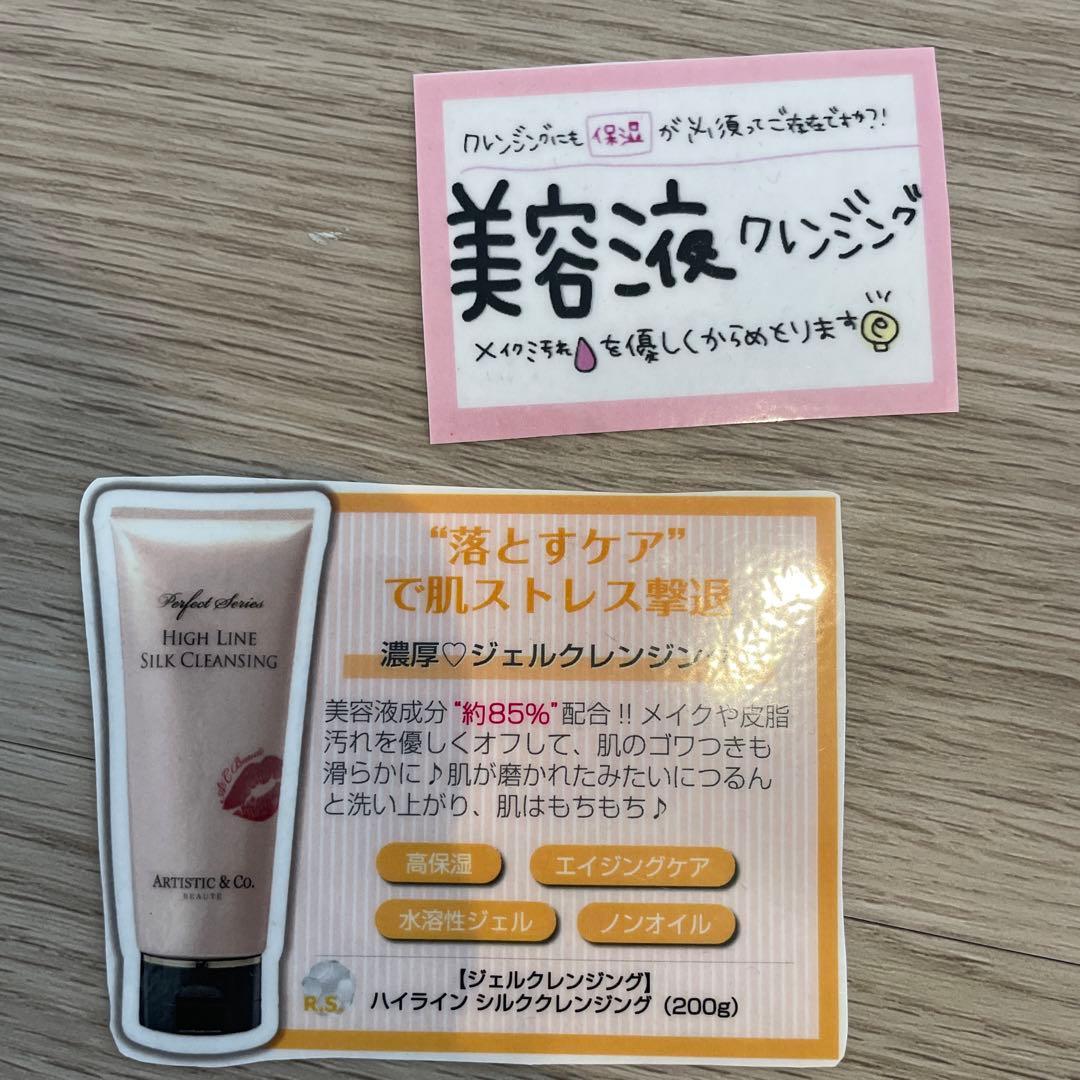 クレンジングにも保湿が必須ってご存在ですか?!
美容液クレンジング
メイク汚れを優しくからめとります
"落とすケア"
で肌ストレス撃退
濃厚♡ジェルクレンジング
美容液成分"約85%"配合!!メイクや皮脂
汚れを優しくオフして、肌のゴワつきも
滑らかに♪肌が磨かれたみたいにつるん
と洗い上がり、肌はもちもち♪
高保湿 エイジングケア
水溶性ジェル ノンオイル
【ジェルクレンジング】
ハイライン シルククレンジング（200g）
R.S.
Perfect Series
HIGH LINE
SILK CLEANSING
ARTISTIC & CO.
BEAUTÉ